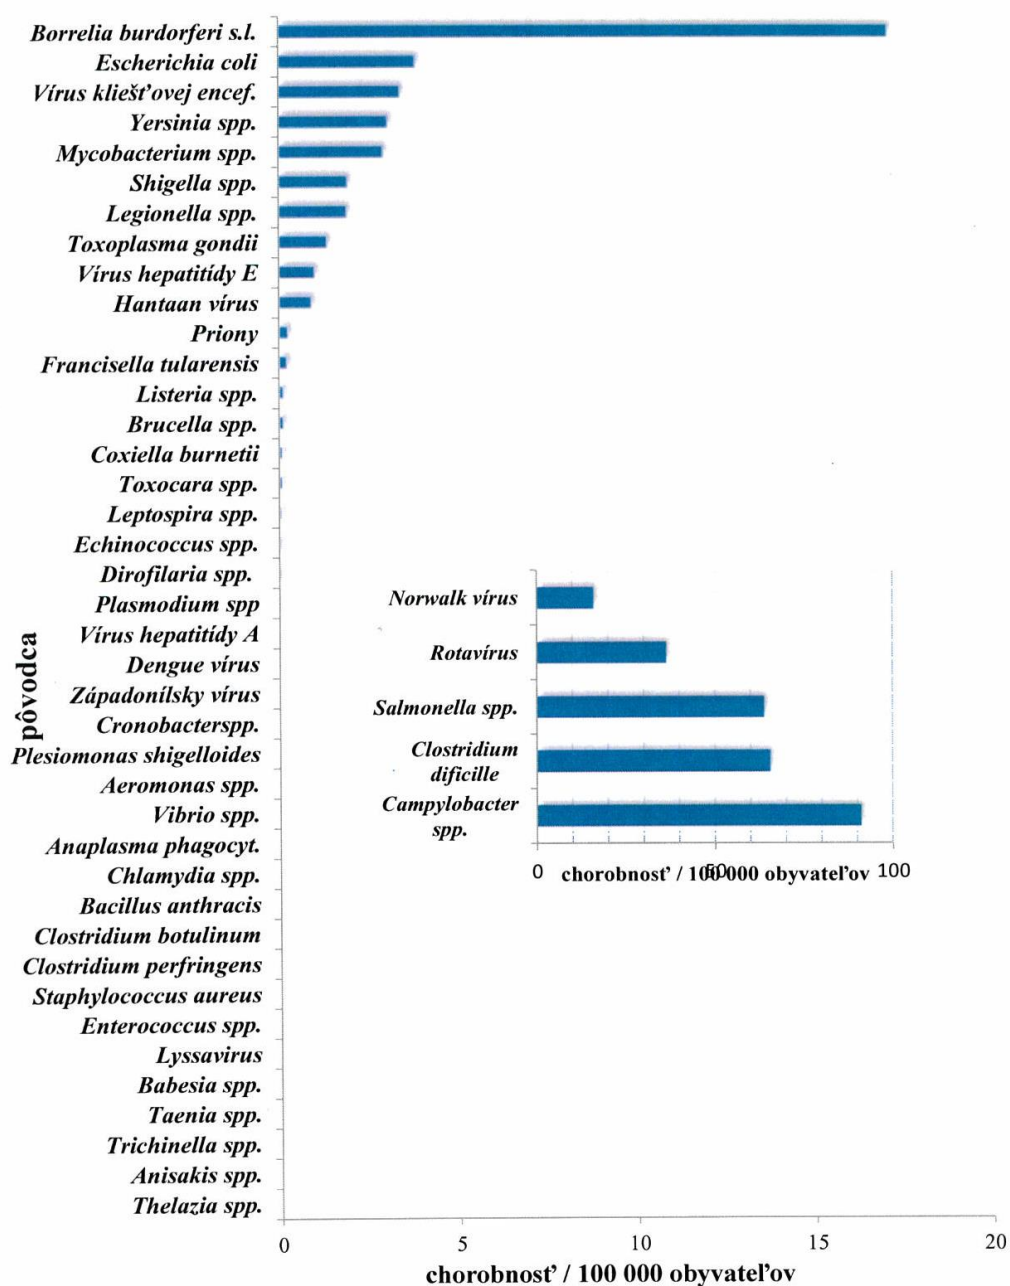 Borrelia burdorferi s.l.
Escherichia coli
Vírus kliešťovej encef.
Yersinia spp.
Mycobacterium spp.
Shigella spp.
Legionella spp.
Toxoplasma gondii
Vírus hepatitídy E
Hantaan vírus
Priony
Francisella tularensis
Listeria spp.
Brucella spp.
Coxiella burnetii
Toxocara spp.
Leptospira spp.
Echinococcus spp.
Dirofilaria spp.
Plasmodium spp
Vírus hepatitídy A
Dengue vírus
Západonílsky vírus
Cronobacterspp.
Plesiomonas shigelloides
Aeromonas spp.
Vibrio spp.
Anaplasma phagocyt.
Chlamydia spp.
Bacillus anthracis
Clostridium botulinum
Clostridium perfringens
Staphylococcus aureus
Enterococcus spp.
Lyssavirus
Babesia spp.
Taenia spp.
Trichinella spp.
Anisakis spp.
Thelazia spp.
pôvodca
0 5 10 15 20
chorobnosť / 100 000 obyvateľov
Norwalk vírus
Rotavírus
Salmonella spp.
Clostridium
dificille
Campylobacter
spp.
0 50 100
chorobnosť / 100 000 obyvateľov